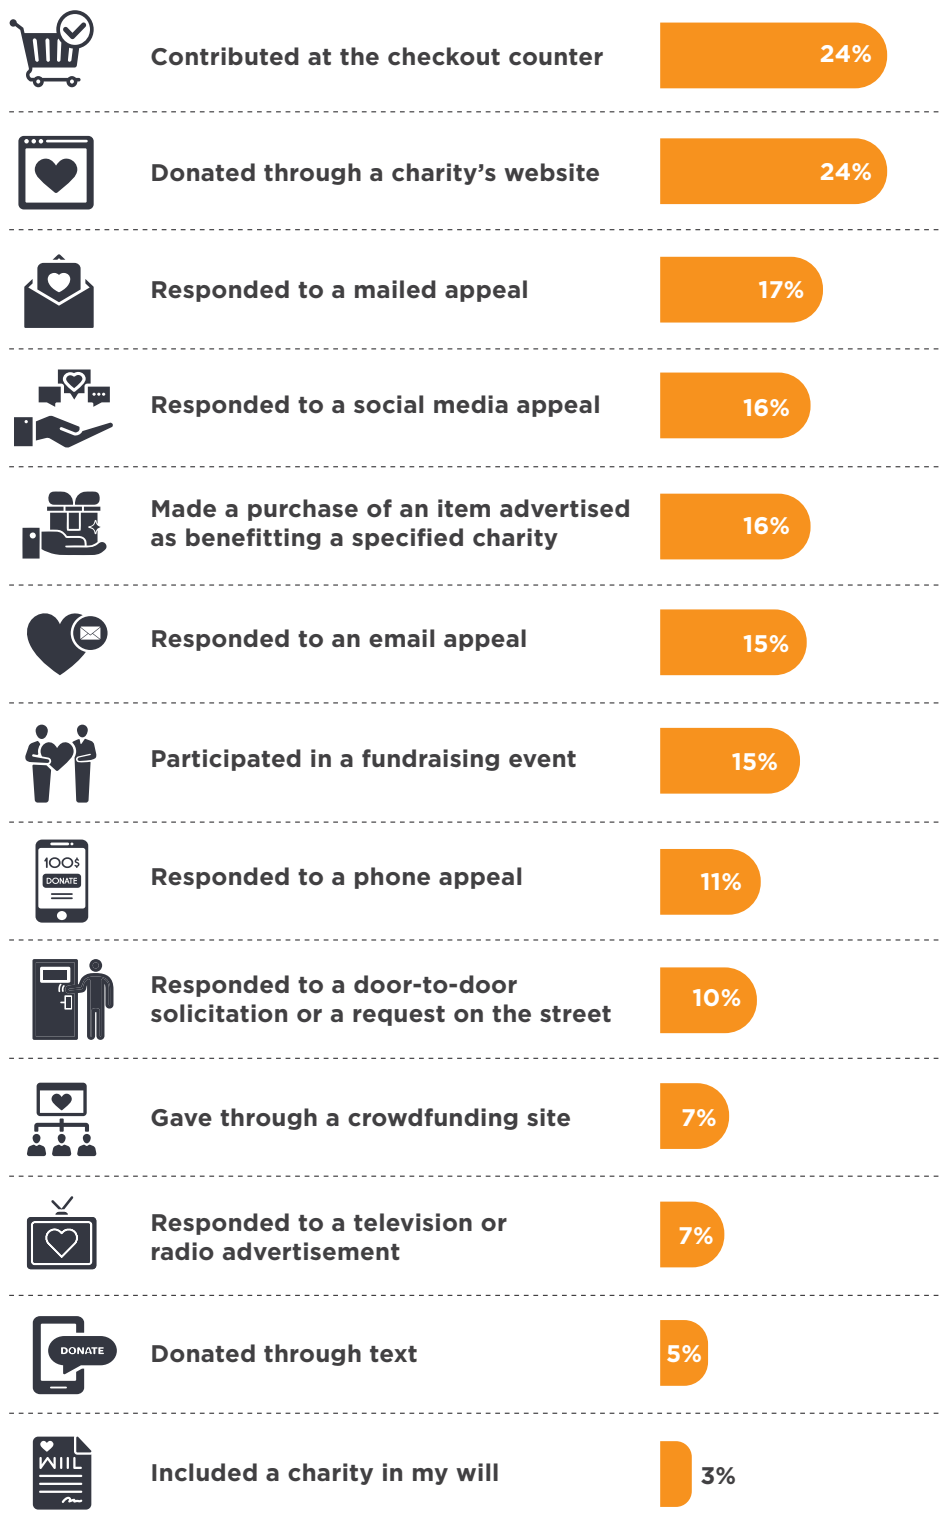 Contributed at the checkout counter
24%
Donated through a charity’s website
24%
Responded to a mailed appeal
17%
Responded to a social media appeal
16%
Made a purchase of an item advertised
as benefitting a specified charity
16%
Responded to an email appeal
15%
Participated in a fundraising event
15%
100$
DONATE
Responded to a phone appeal
11%
Responded to a door-to-door
solicitation or a request on the street
10%
Gave through a crowdfunding site
7%
Responded to a television or
radio advertisement
7%
DONATE
Donated through text
5%
WIIL
Included a charity in my will
3%